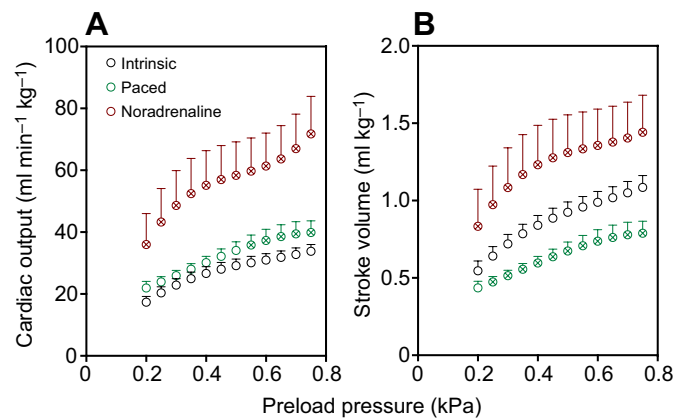 A
B
Cardiac output (ml min⁻¹ kg⁻¹)
100
80
60
40
20
0
Intrinsic
Paced
Noradrenaline
0.2
0.4
0.6
0.8
Stroke volume (ml kg⁻¹)
2.0
1.5
1.0
0.5
0
0.2
0.4
0.6
0.8
Preload pressure (kPa)